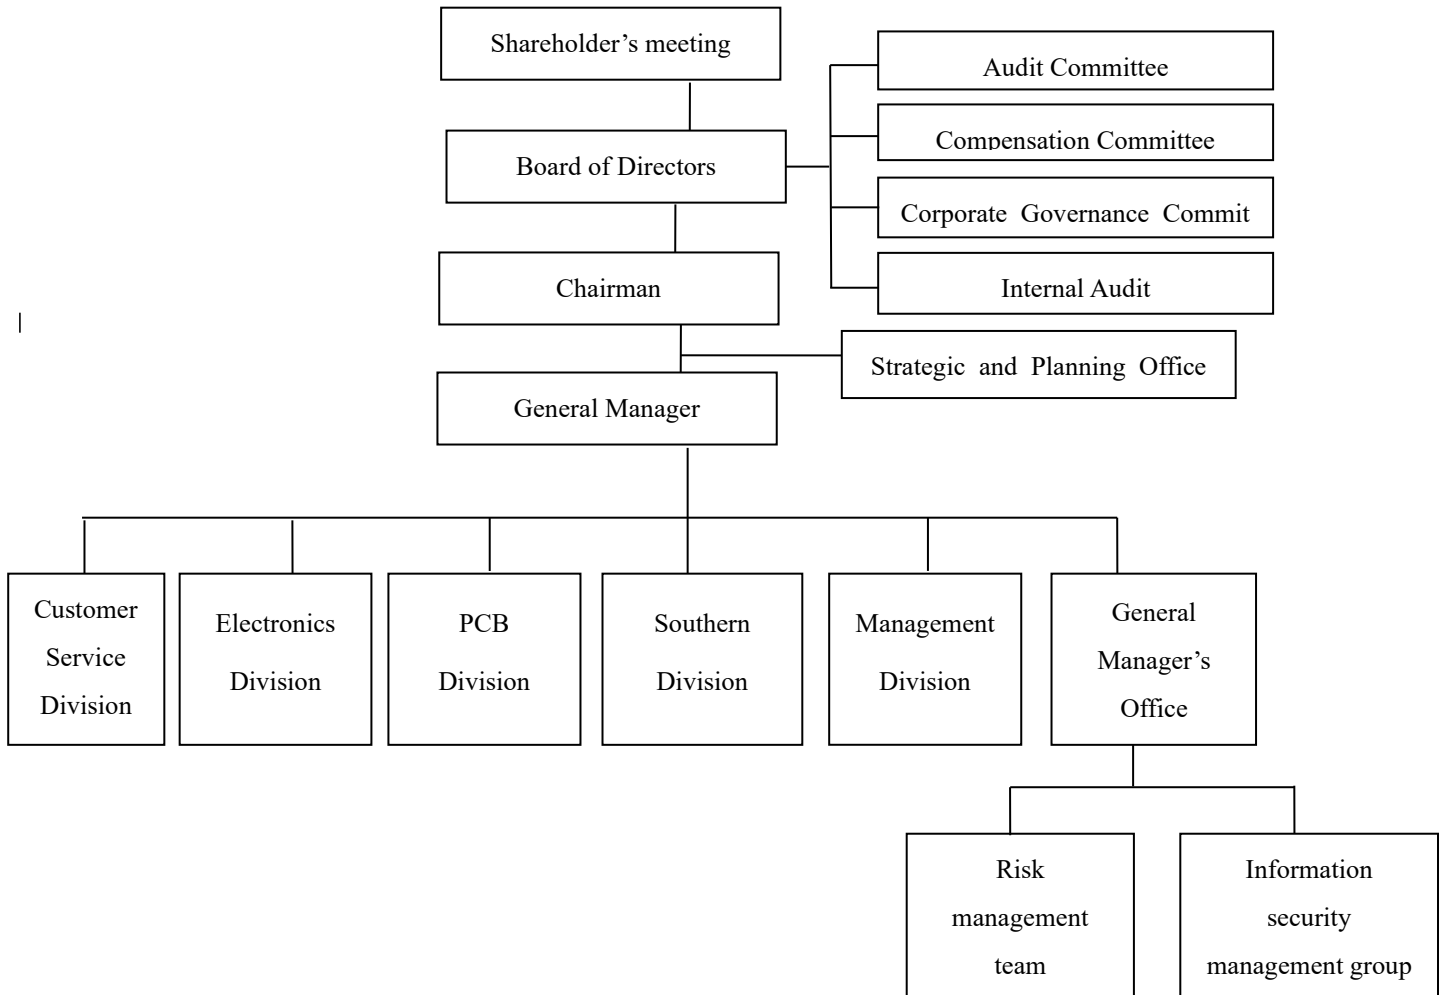 Shareholder’s meeting
Audit Committee
Compensation Committee
Board of Directors
Corporate Governance Commit
Internal Audit
Chairman
Strategic and Planning Office
General Manager
Customer
Service
Division
Electronics
Division
PCB
Division
Southern
Division
Management
Division
General
Manager’s
Office
Risk
management
team
Information
security
management group